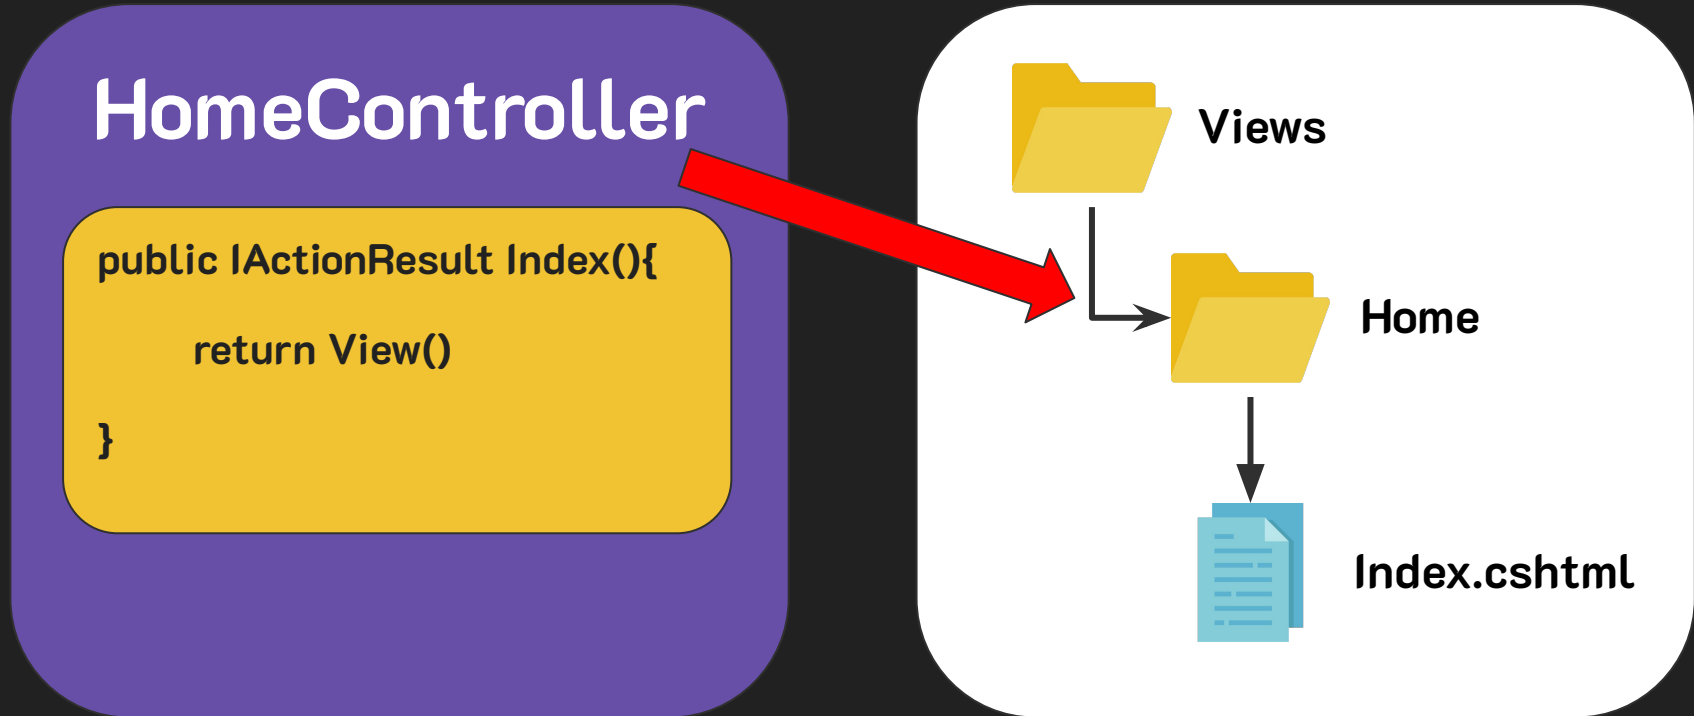 HomeController
public IActionResult Index(){
return View()
}
Views
Home
Index.cshtml